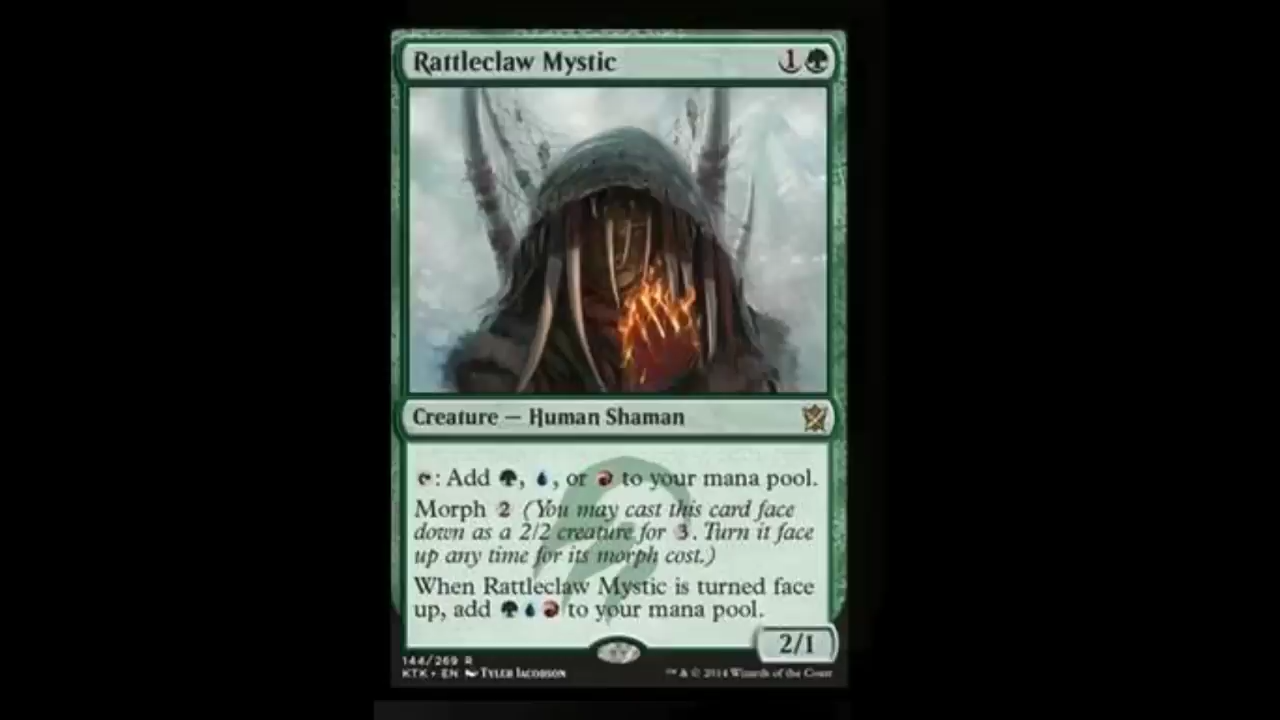 Rattleclaw Mystic 1
Creature — Human Shaman
: Add , , or to your mana pool.
Morph 2 (You may cast this card face
down as a 2/2 creature for 3. Turn it face
up any time for its morph cost.)
When Rattleclaw Mystic is turned face
up, add to your mana pool.
2/1
144/269 R
KTK • EN Tyler Jacobson
™ & © 2014 Wizards of the Coast